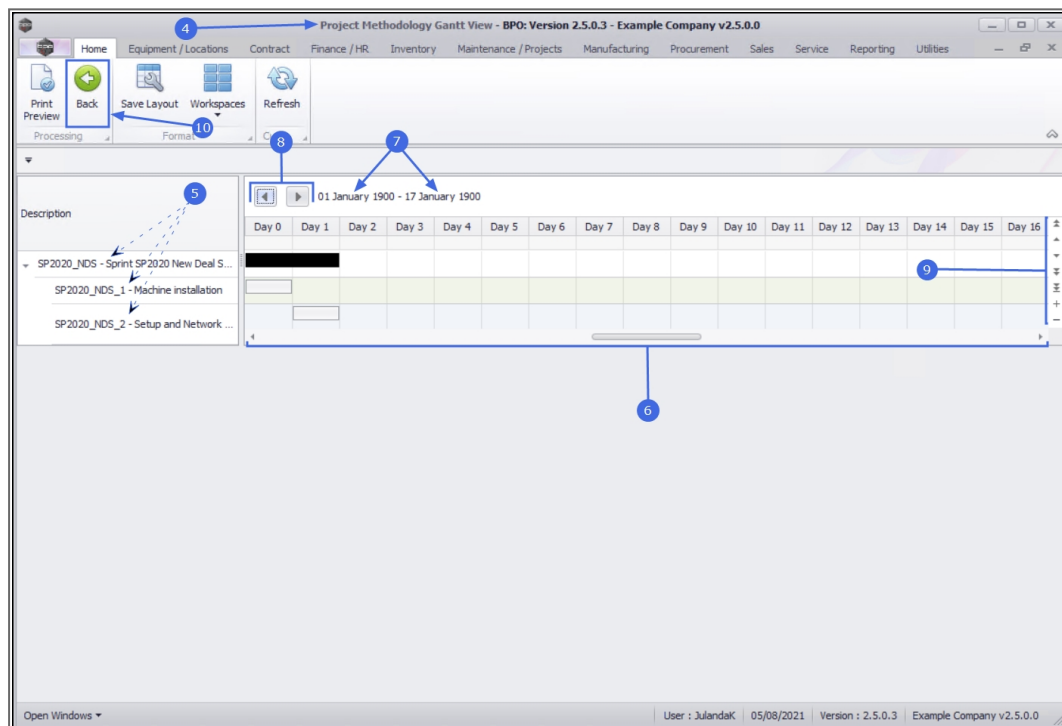 4
Project Methodology Gantt View - BPO: Version 2.5.0.3 - Example Company v2.5.0.0
Home Equipment / Locations Contract Finance / HR Inventory Maintenance / Projects Manufacturing Procurement Sales Service Reporting Utilities
Print Preview
Back
Save Layout
Workspaces
Refresh
10
Processing
Format
8
7
5
01 January 1900 - 17 January 1900
Description
Day 0 Day 1 Day 2 Day 3 Day 4 Day 5 Day 6 Day 7 Day 8 Day 9 Day 10 Day 11 Day 12 Day 13 Day 14 Day 15 Day 16
SP2020_NDS - Sprint SP2020 New Deal S...
9
SP2020_NDS_1 - Machine installation
SP2020_NDS_2 - Setup and Network ...
6
Open Windows User : JulandaK 05/08/2021 Version : 2.5.0.3 Example Company v2.5.0.0